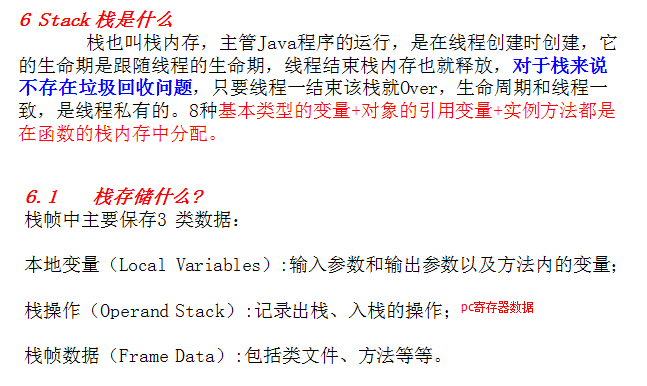 6 Stack 栈是什么
栈也叫栈内存，主管Java程序的运行，是在线程创建时创建，它
的生命期是跟随线程的生命期，线程结束栈内存也就释放，对于栈来说
不存在垃圾回收问题，只要线程一结束该栈就Over，生命周期和线程一
致，是线程私有的。8种基本类型的变量+对象的引用变量+实例方法都是
在函数的栈内存中分配。
6.1 栈存储什么?
栈帧中主要保存3 类数据：
本地变量（Local Variables）:输入参数和输出参数以及方法内的变量；
栈操作（Operand Stack）:记录出栈、入栈的操作；pc寄存器数据
栈帧数据（Frame Data）:包括类文件、方法等等。